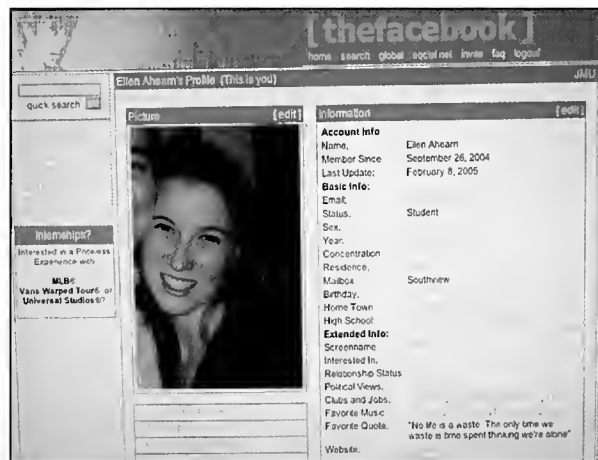 [thefacebook]
home search global social net invite faq logout
Ellen Ahearn's Profile (This is you)
JMU
quick search
Picture [edit]
Information [edit]
Account Info
Name, Ellen Ahearn
Member Since September 26, 2004
Last Update: February 8, 2005
Basic Info:
Email:
Status, Student
Sex,
Year:
Concentration
Residence,
Mailbox Southview
Birthday,
Home Town
High School
Extended Info:
Screenname
Interested In,
Relationship Status
Political Views,
Clubs and Jobs,
Favorite Music
Favorite Quote, "No life is a waste The only time we
waste is time spent thinking we're alone"
Website,
Internships?
Interested in a Priceless
Experience with
MLB®
Vans Warped Tour® or
Universal Studios®?